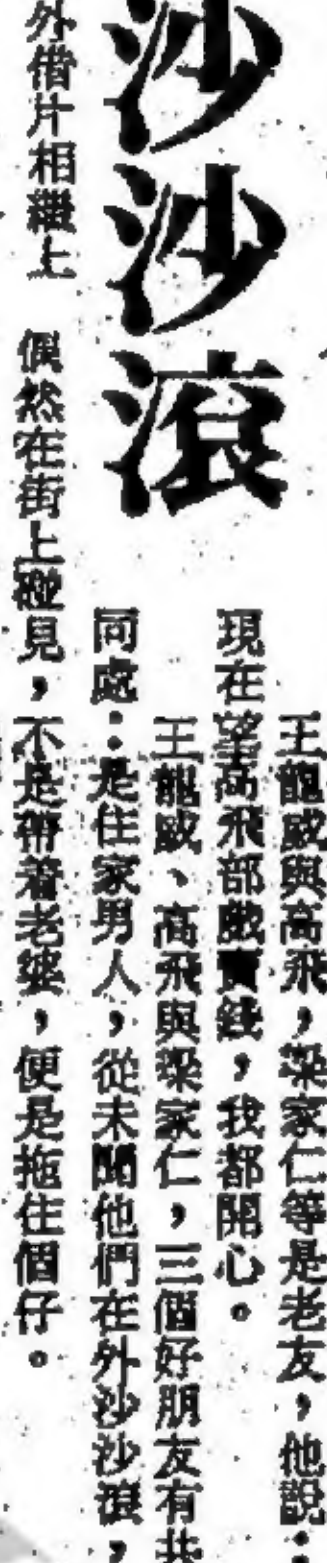 沙沙滾
王龍威與高飛，梁家仁等是老友，他說：
現在望高飛部戲賣錢，我都開心。
王龍威、高飛與梁家仁，三個好朋友有共
同處：是住家男人，從未聞他們在外沙沙滾，
偶然在街上碰見，不是帶着老婆，便是拖住個仔。
外借片相繼上